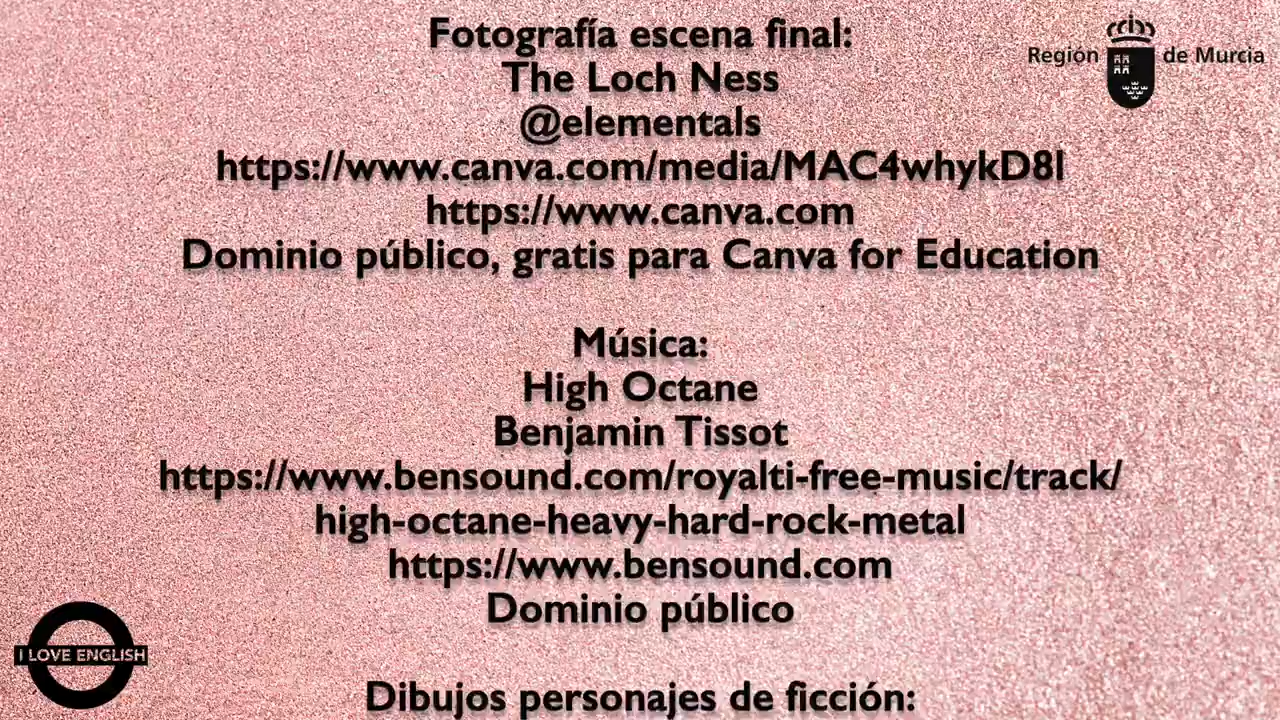 Fotografía escena final:
The Loch Ness
@elementals
https://www.canva.com/media/MAC4whykD8I
https://www.canva.com
Dominio público, gratis para Canva for Education
Región de Murcia
Música:
High Octane
Benjamin Tissot
https://www.bensound.com/royalti-free-music/track/
high-octane-heavy-hard-rock-metal
https://www.bensound.com
Dominio público
I LOVE ENGLISH
Dibujos personajes de ficción: